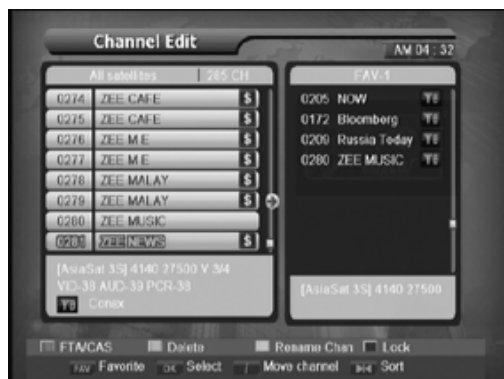 Channel Edit
AM 04 : 32
All satellites | 285 CH
0274 ZEE CAFE $
0275 ZEE CAFE $
0276 ZEE M E $
0277 ZEE M E $
0278 ZEE MALAY $
0279 ZEE MALAY $
0280 ZEE MUSIC
0281 ZEE NEWS $
[AsiaSat 3S] 4140 27500 V 3/4
VID-38 AUD-39 PCR-38
Conax
FAV-1
0205 NOW
0172 Bloomberg
0209 Russia Today
0280 ZEE MUSIC
[AsiaSat 3S] 4140 27500
FTA/CAS Delete Rename Chan Lock
FAV Favorite OK Select Move channel Sort